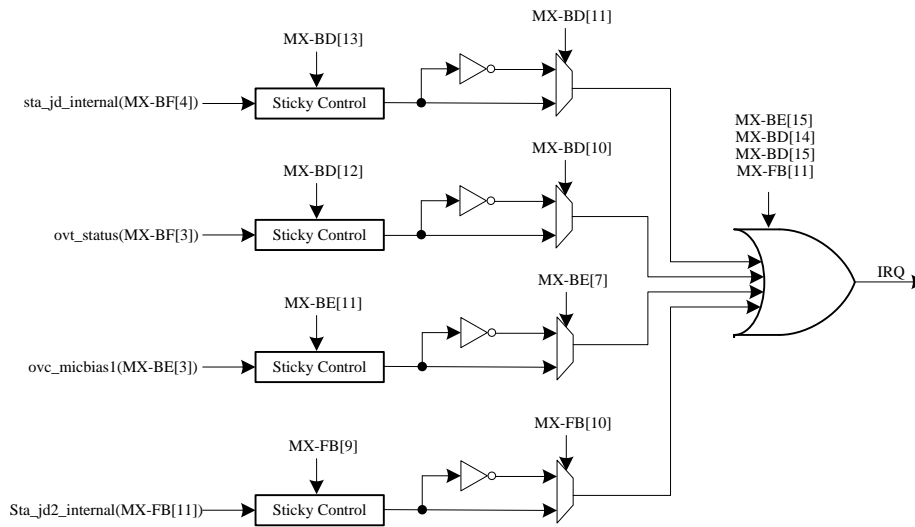 MX-BD[11]
MX-BD[13]
sta_jd_internal(MX-BF[4])
Sticky Control
MX-BE[15]
MX-BD[14]
MX-BD[15]
MX-FB[11]
MX-BD[10]
MX-BD[12]
ovt_status(MX-BF[3])
Sticky Control
IRQ
MX-BE[7]
MX-BE[11]
ovc_micbias1(MX-BE[3])
Sticky Control
MX-FB[10]
MX-FB[9]
Sta_jd2_internal(MX-FB[11])
Sticky Control